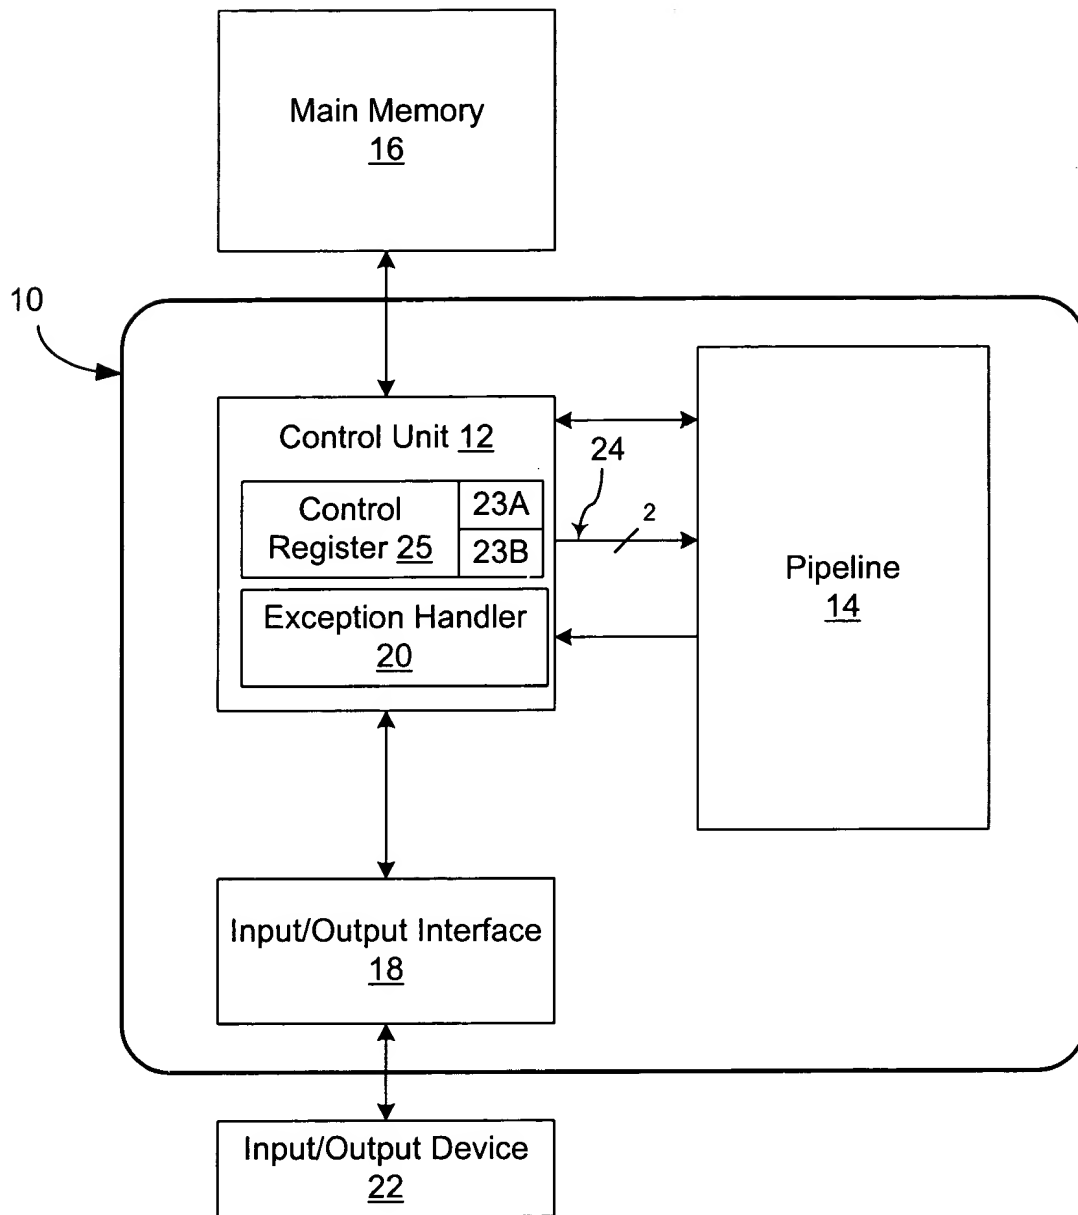 Main Memory
16
10
Control Unit 12
24
Control
Register 25
23A
23B
2
Exception Handler
20
Pipeline
14
Input/Output Interface
18
Input/Output Device
22